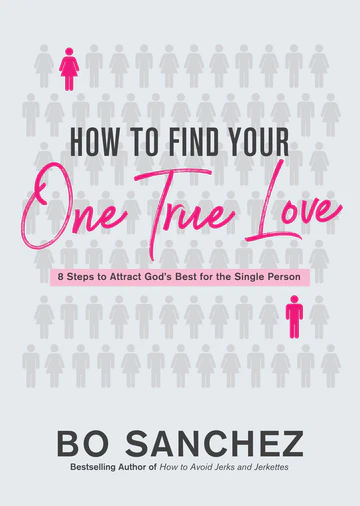 HOW TO FIND YOUR
One True Love
8 Steps to Attract God's Best for the Single Person
BO SANCHEZ
Bestselling Author of How to Avoid Jerks and Jerkettes